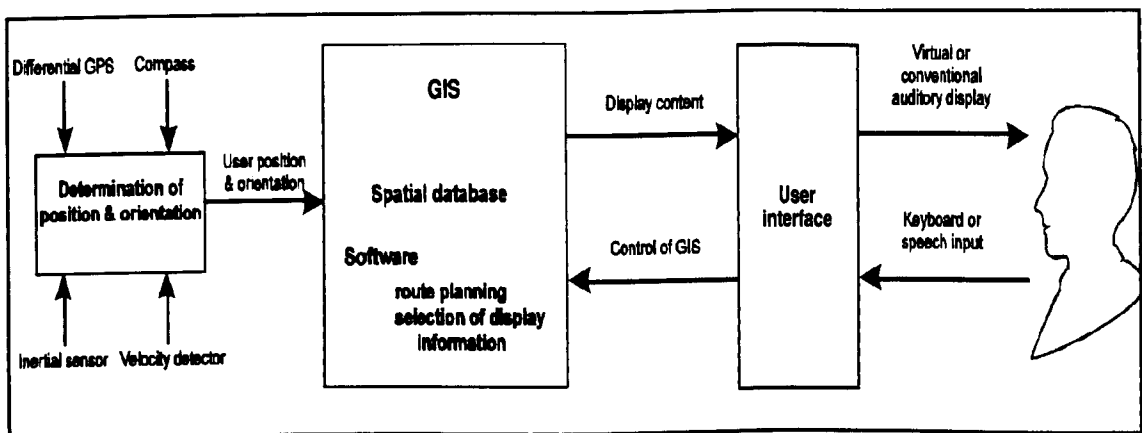 Differential GPS
Compass
Determination of
position & orientation
Inertial sensor
Velocity detector
User position
& orientation
GIS
Spatial database
Software
route planning
selection of display
information
Display content
Control of GIS
User
interface
Virtual or
conventional
auditory display
Keyboard or
speech input